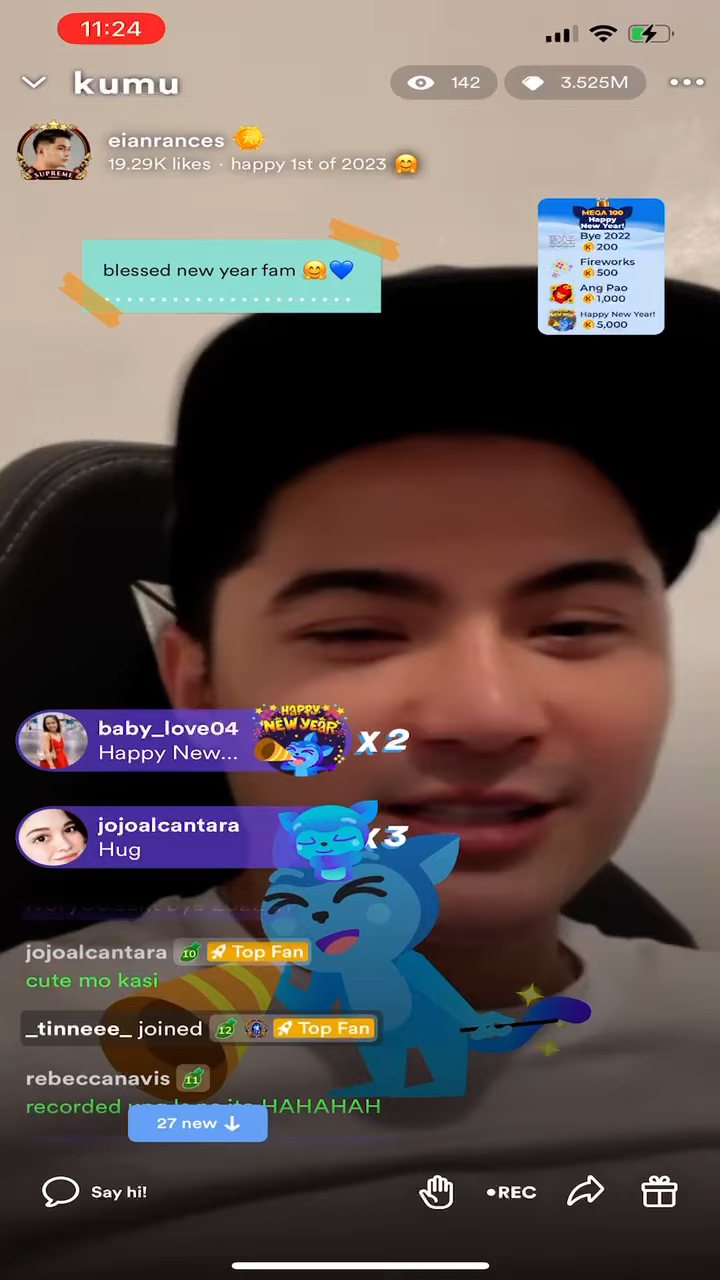 11:24
kumu
142
3.525M
eianrances
SUPREME
19.29K likes · happy 1st of 2023 🤗
blessed new year fam 🤗💙
MEGA 100
Happy
New Year!
Bye 2022
200
Fireworks
500
Ang Pao
1,000
Happy New Year!
5,000
baby_love04
Happy New...
HAPPY
NEW YEAR
x2
jojoalcantara
Hug
x3
jojoalcantara 10 Top Fan
cute mo kasi
_tinneee_ joined 12 Top Fan
rebeccanavis 11
recorded HAHAHAH
27 new ↓
Say hi!
•REC